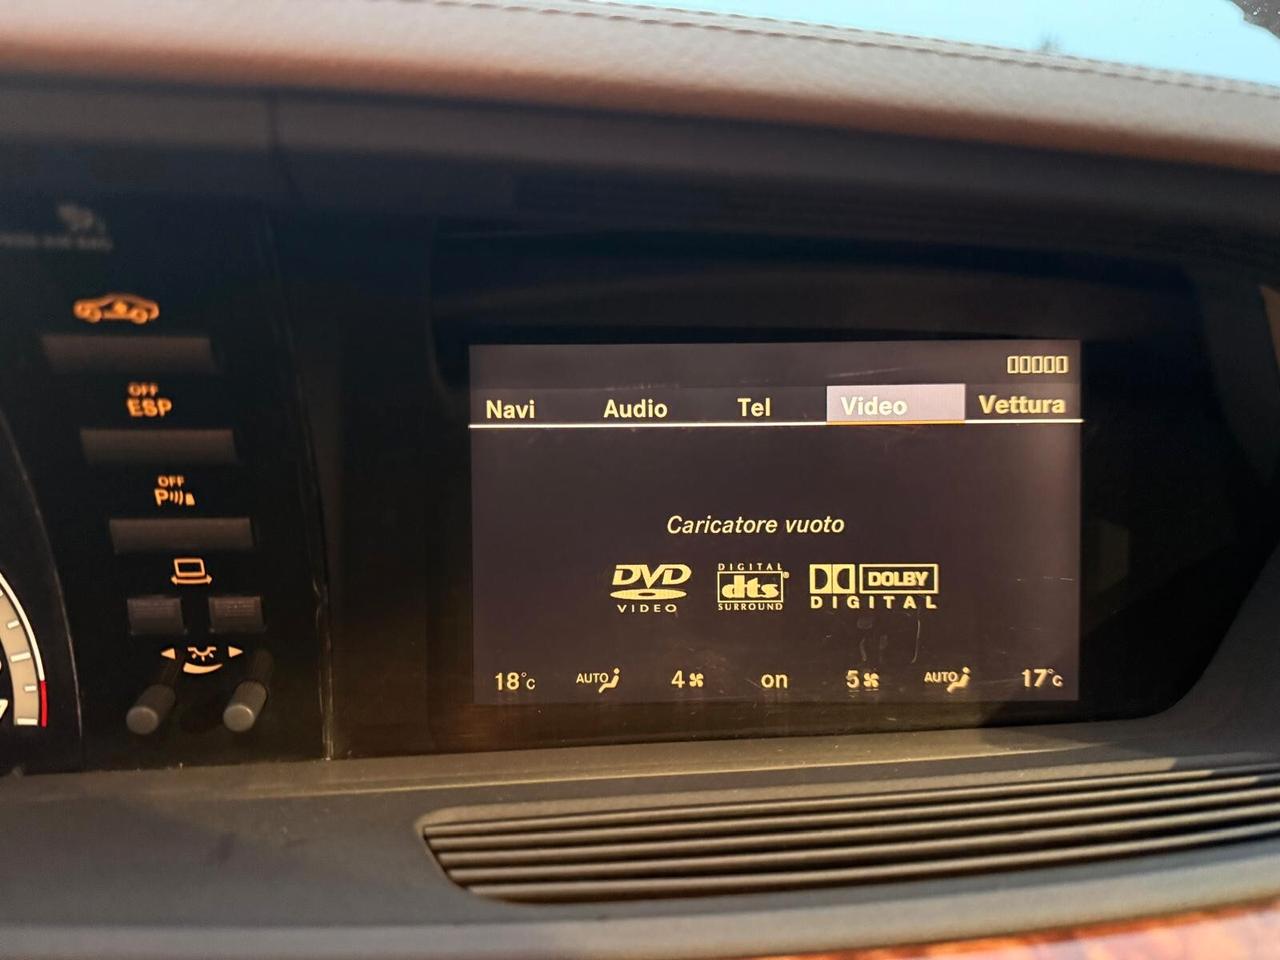 OFF
ESP
OFF
P
Navi Audio Tel Video Vettura
Caricatore vuoto
DVD
VIDEO
DIGITAL
dts
SURROUND
DOLBY
DIGITAL
18°C AUTO 4 on 5 AUTO 17°C